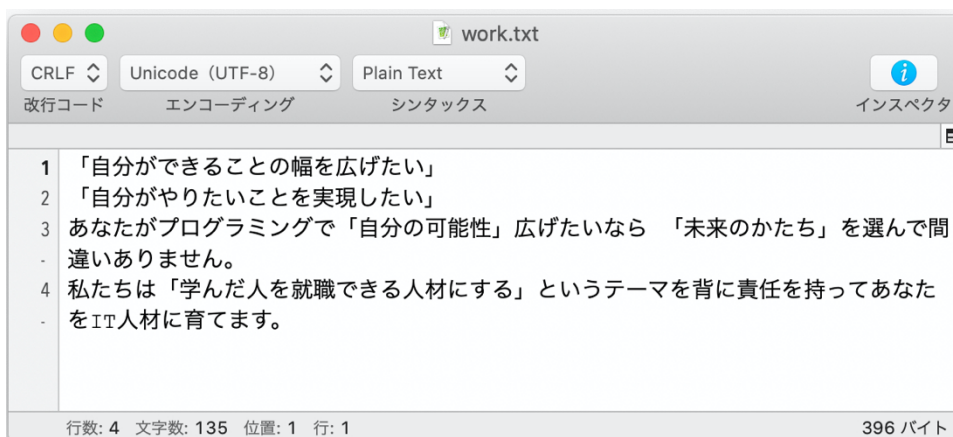 work.txt
CRLF Unicode (UTF-8) Plain Text
改行コード エンコーディング シンタックス インスペクタ
1 「自分ができることの幅を広げたい」
2 「自分がやりたいことを実現したい」
3 あなたがプログラミングで「自分の可能性」広げたいなら 「未来のかたち」を選んで間
- 違いありません。
4 私たちは「学んだ人を就職できる人材にする」というテーマを背に責任を持ってあなた
- をIT人材に育てます。
行数: 4 文字数: 135 位置: 1 行: 1 396 バイト